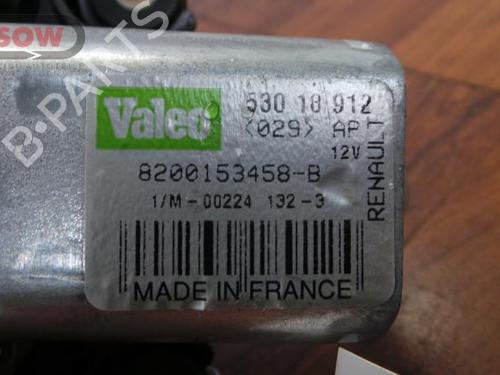 SOW
B-PARTS
Valeo
530 18 912
<029> AP
12V
RENAULT
8200153458-B
1/M-00224 132-3
MADE IN FRANCE